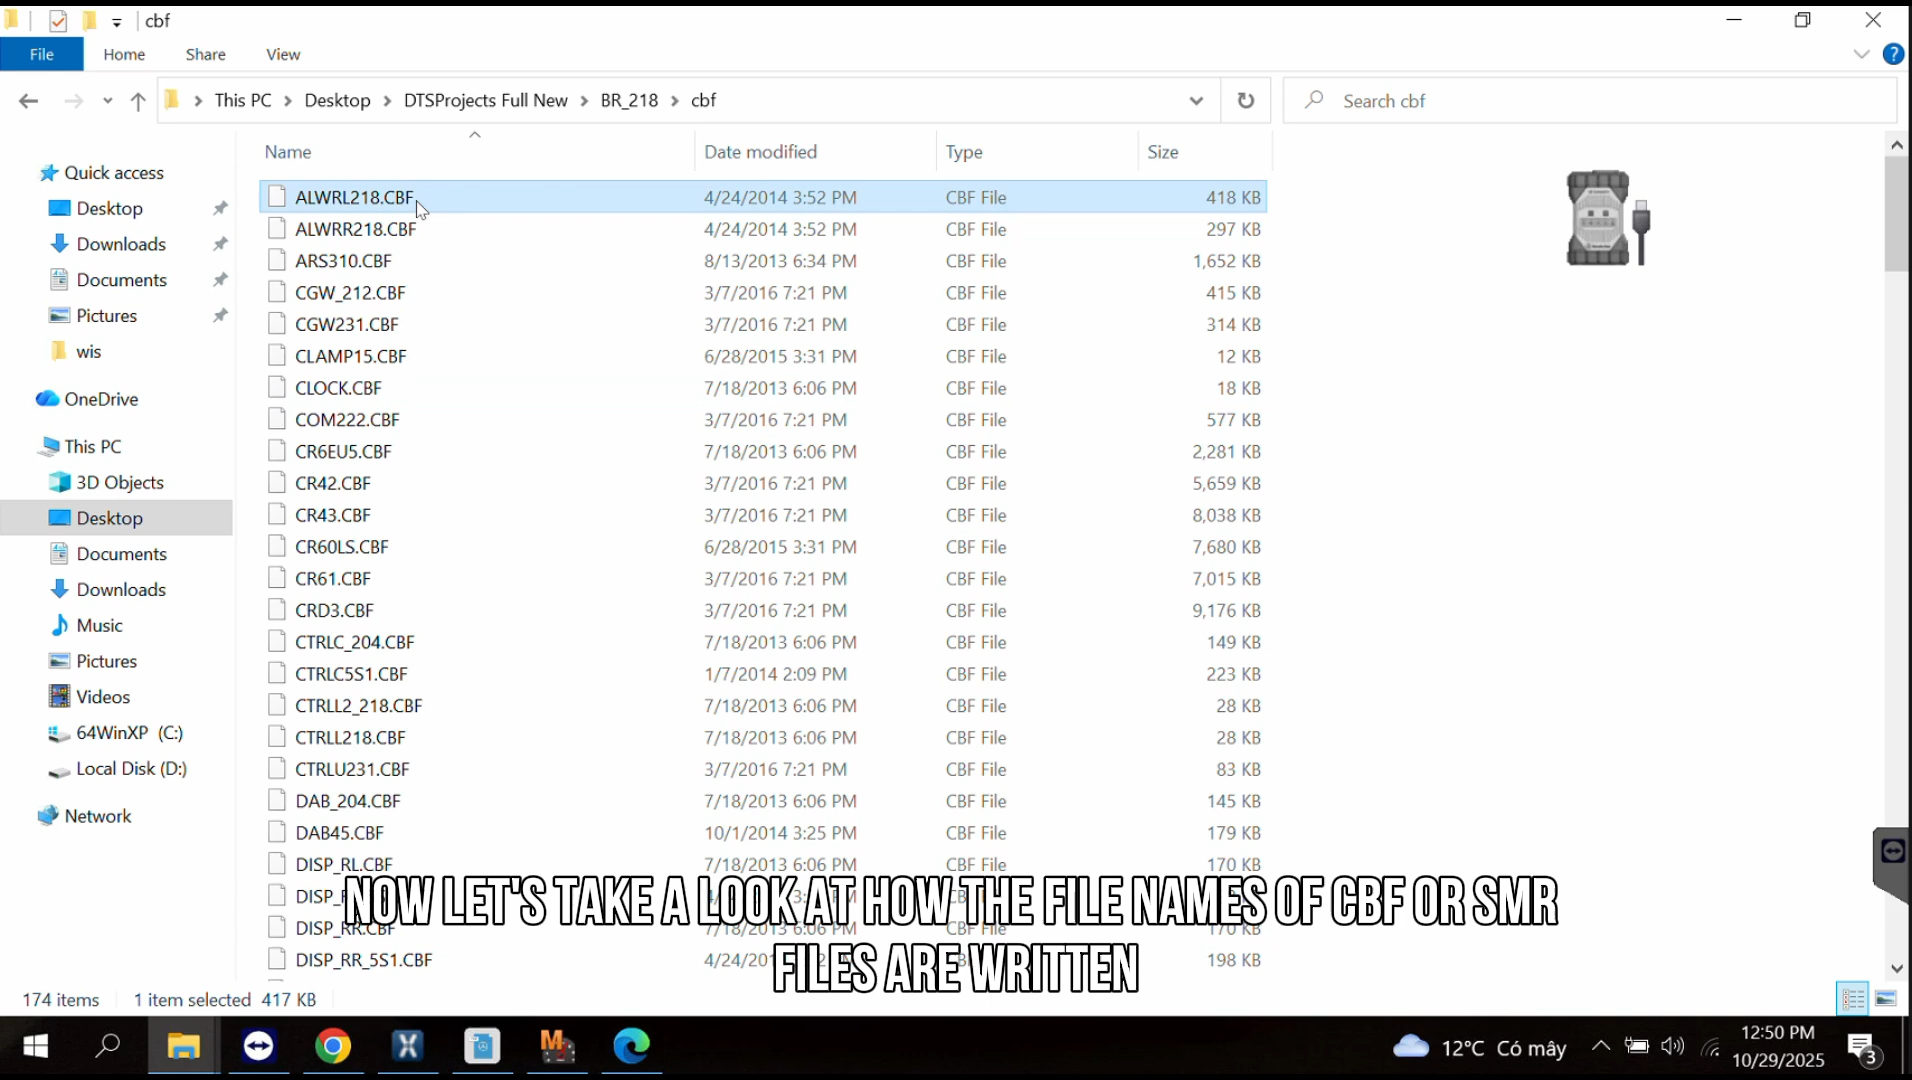 cbf
File Home Share View
This PC Desktop DTSProjects Full New BR_218 cbf
Search cbf
Name Date modified Type Size
Quick access
Desktop
Downloads
Documents
Pictures
wis
OneDrive
This PC
3D Objects
Desktop
Documents
Downloads
Music
Pictures
Videos
64WinXP (C:)
Local Disk (D:)
Network
ALWRL218.CBF 4/24/2014 3:52 PM CBF File 418 KB
ALWRR218.CBF 4/24/2014 3:52 PM CBF File 297 KB
ARS310.CBF 8/13/2013 6:34 PM CBF File 1,652 KB
CGW_212.CBF 3/7/2016 7:21 PM CBF File 415 KB
CGW231.CBF 3/7/2016 7:21 PM CBF File 314 KB
CLAMP15.CBF 6/28/2015 3:31 PM CBF File 12 KB
CLOCK.CBF 7/18/2013 6:06 PM CBF File 18 KB
COM222.CBF 3/7/2016 7:21 PM CBF File 577 KB
CR6EU5.CBF 7/18/2013 6:06 PM CBF File 2,281 KB
CR42.CBF 3/7/2016 7:21 PM CBF File 5,659 KB
CR43.CBF 3/7/2016 7:21 PM CBF File 8,038 KB
CR60LS.CBF 6/28/2015 3:31 PM CBF File 7,680 KB
CR61.CBF 3/7/2016 7:21 PM CBF File 7,015 KB
CRD3.CBF 3/7/2016 7:21 PM CBF File 9,176 KB
CTRLC_204.CBF 7/18/2013 6:06 PM CBF File 149 KB
CTRLC5S1.CBF 1/7/2014 2:09 PM CBF File 223 KB
CTRLL2_218.CBF 7/18/2013 6:06 PM CBF File 28 KB
CTRLL218.CBF 7/18/2013 6:06 PM CBF File 28 KB
CTRLU231.CBF 3/7/2016 7:21 PM CBF File 83 KB
DAB_204.CBF 7/18/2013 6:06 PM CBF File 145 KB
DAB45.CBF 10/1/2014 3:25 PM CBF File 179 KB
DISP_RL.CBF 7/18/2013 6:06 PM CBF File 170 KB
NOW LET'S TAKE A LOOK AT HOW THE FILE NAMES OF CBF OR SMR
DISP_RR.CBF 7/18/2013 6:06 PM 170 KB
DISP_RR_5S1.CBF 198 KB
FILES ARE WRITTEN
174 items 1 item selected 417 KB
12°C Có mây
12:50 PM
10/29/2025
3